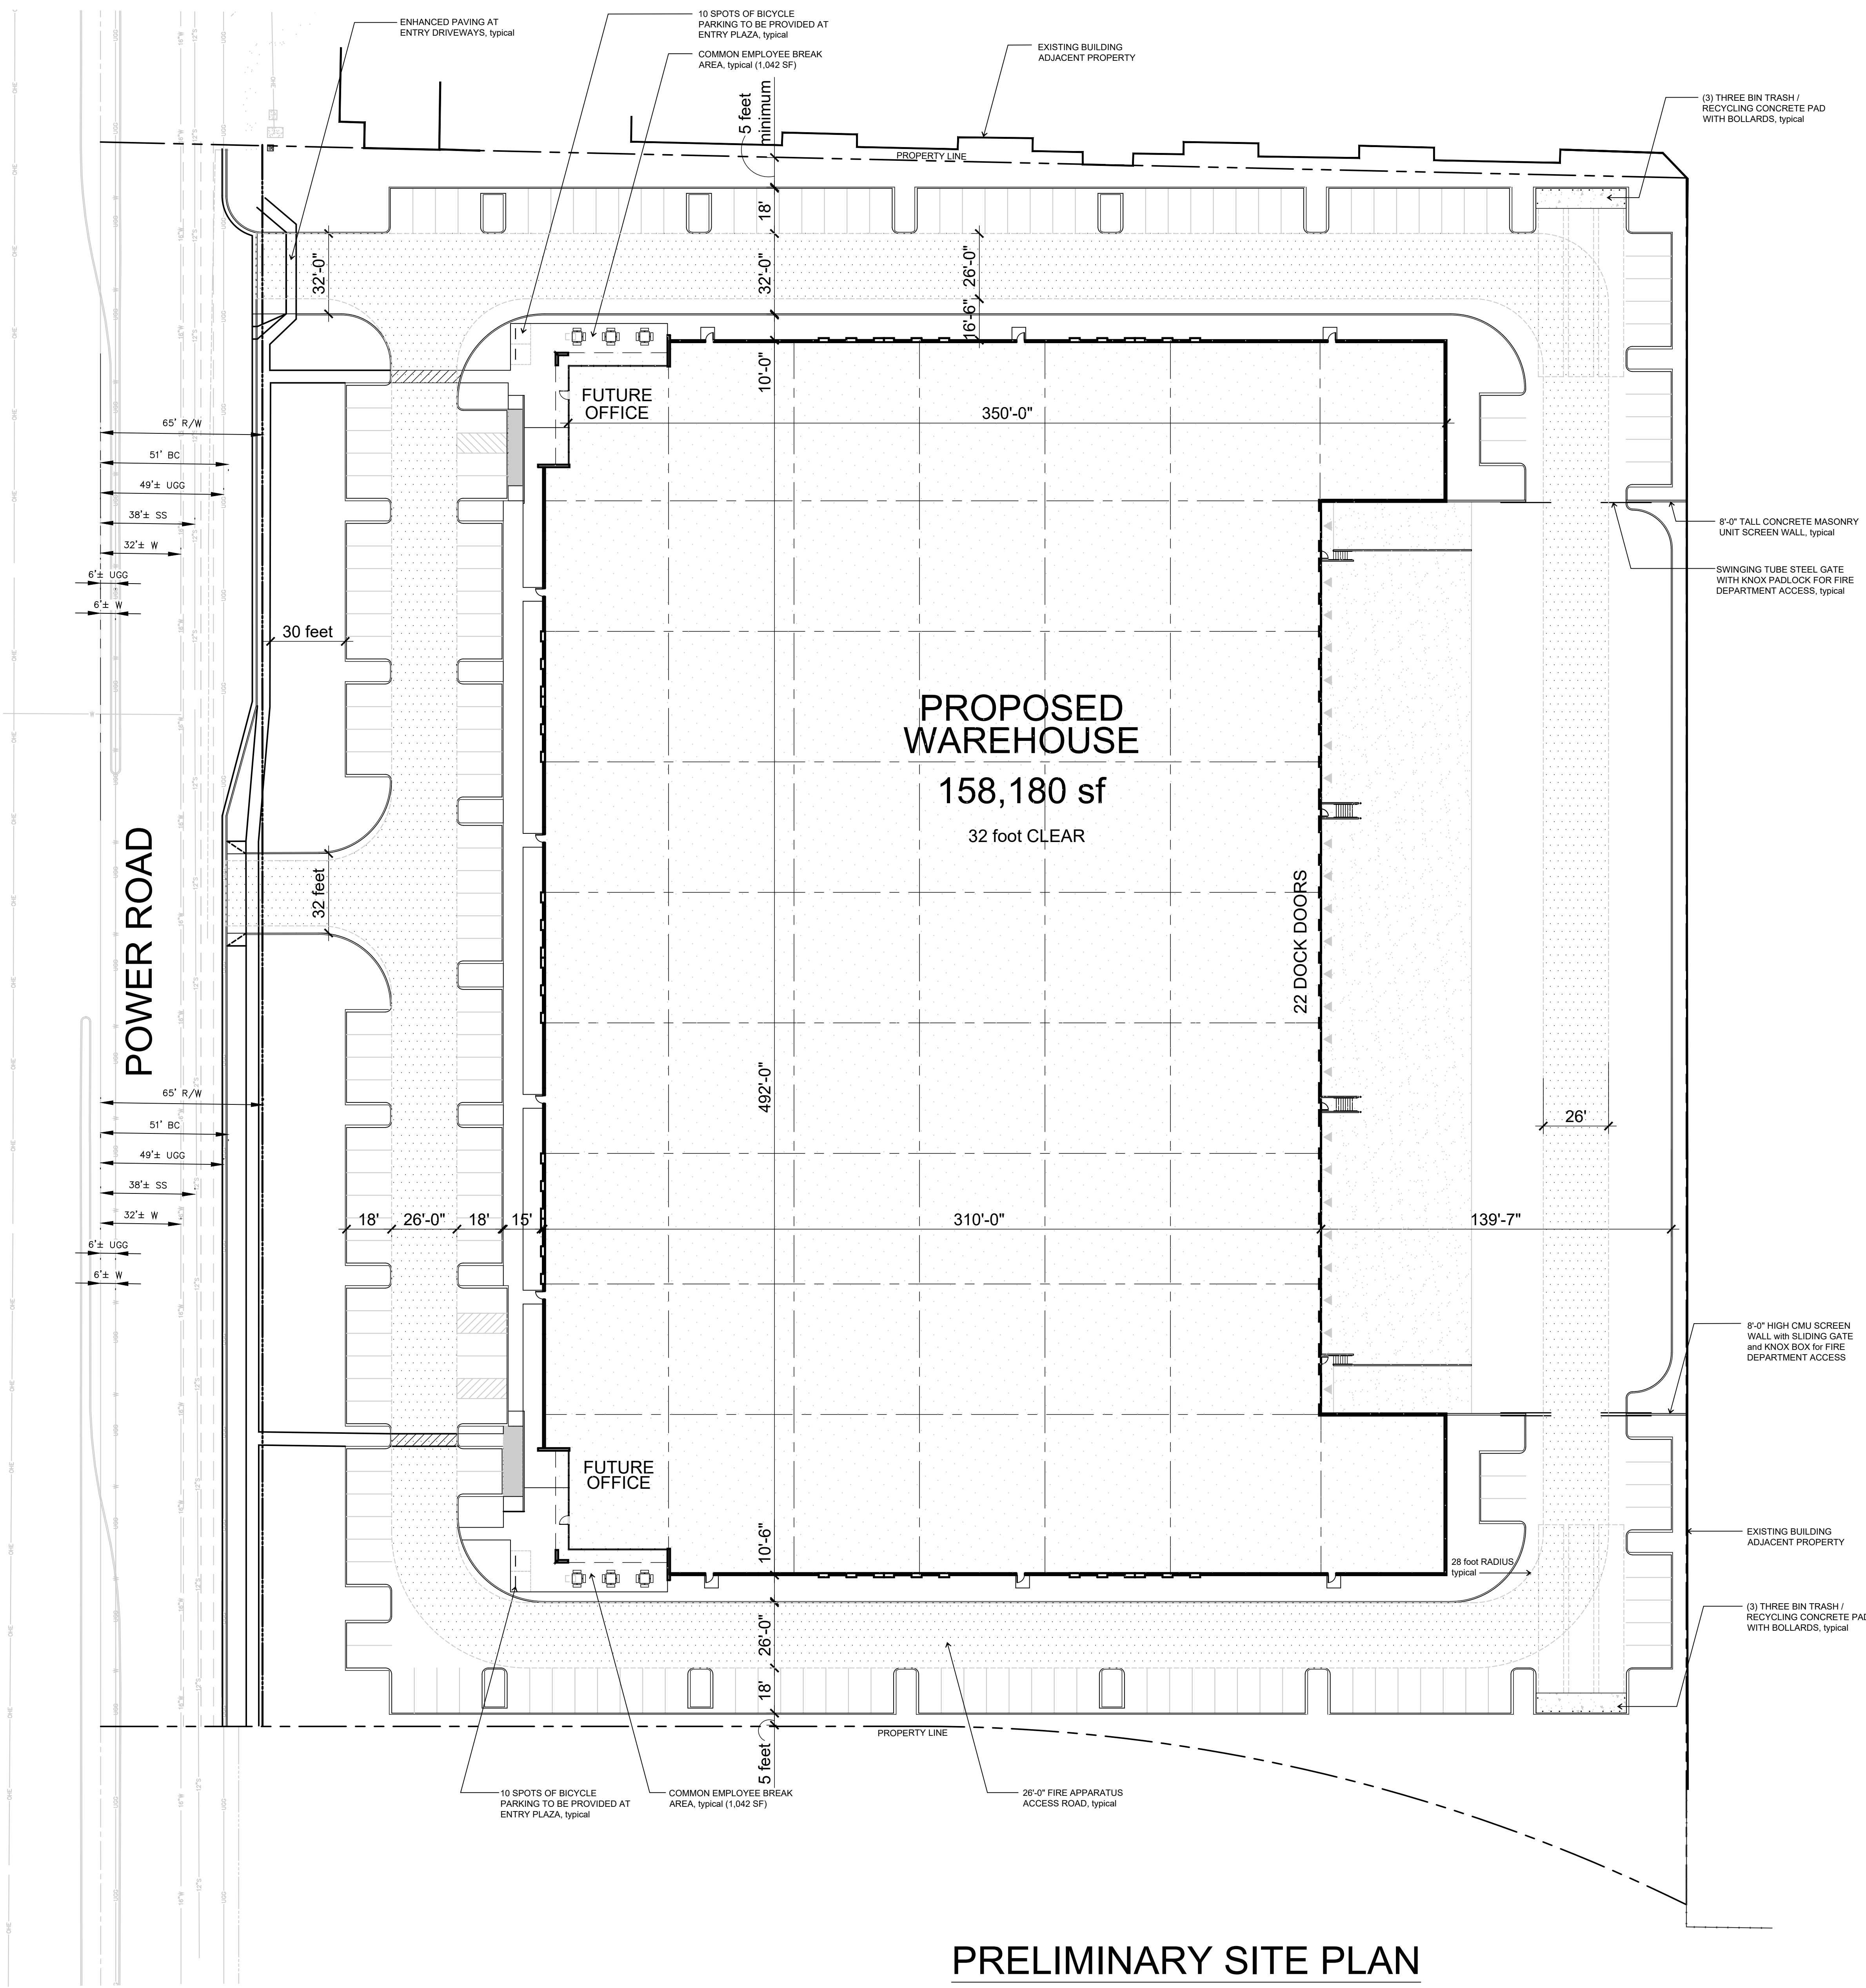 ENHANCED PAVING AT
ENTRY DRIVEWAYS, typical
10 SPOTS OF BICYCLE
PARKING TO BE PROVIDED AT
ENTRY PLAZA, typical
COMMON EMPLOYEE BREAK
AREA, typical (1,042 SF)
EXISTING BUILDING
ADJACENT PROPERTY
(3) THREE BIN TRASH /
RECYCLING CONCRETE PAD
WITH BOLLARDS, typical
5 feet
minimum
PROPERTY LINE
18'
32'-0"
32'-0"
26'-0"
16'-6"
10'-0"
FUTURE
OFFICE
350'-0"
65' R/W
51' BC
49'± UGG
38'± SS
32'± W
6'± UGG
6'± W
30 feet
8'-0" TALL CONCRETE MASONRY
UNIT SCREEN WALL, typical
SWINGING TUBE STEEL GATE
WITH KNOX PADLOCK FOR FIRE
DEPARTMENT ACCESS, typical
PROPOSED
WAREHOUSE
158,180 sf
32 foot CLEAR
POWER ROAD
32 feet
22 DOCK DOORS
492'-0"
26'
65' R/W
51' BC
49'± UGG
38'± SS
32'± W
6'± UGG
6'± W
18'
26'-0"
18'
15'
310'-0"
139'-7"
8'-0" HIGH CMU SCREEN
WALL with SLIDING GATE
and KNOX BOX for FIRE
DEPARTMENT ACCESS
FUTURE
OFFICE
10'-6"
28 foot RADIUS
typical
EXISTING BUILDING
ADJACENT PROPERTY
(3) THREE BIN TRASH /
RECYCLING CONCRETE PAD
WITH BOLLARDS, typical
26'-0"
18'
5 feet
PROPERTY LINE
10 SPOTS OF BICYCLE
PARKING TO BE PROVIDED AT
ENTRY PLAZA, typical
COMMON EMPLOYEE BREAK
AREA, typical (1,042 SF)
26'-0" FIRE APPARATUS
ACCESS ROAD, typical
PRELIMINARY SITE PLAN